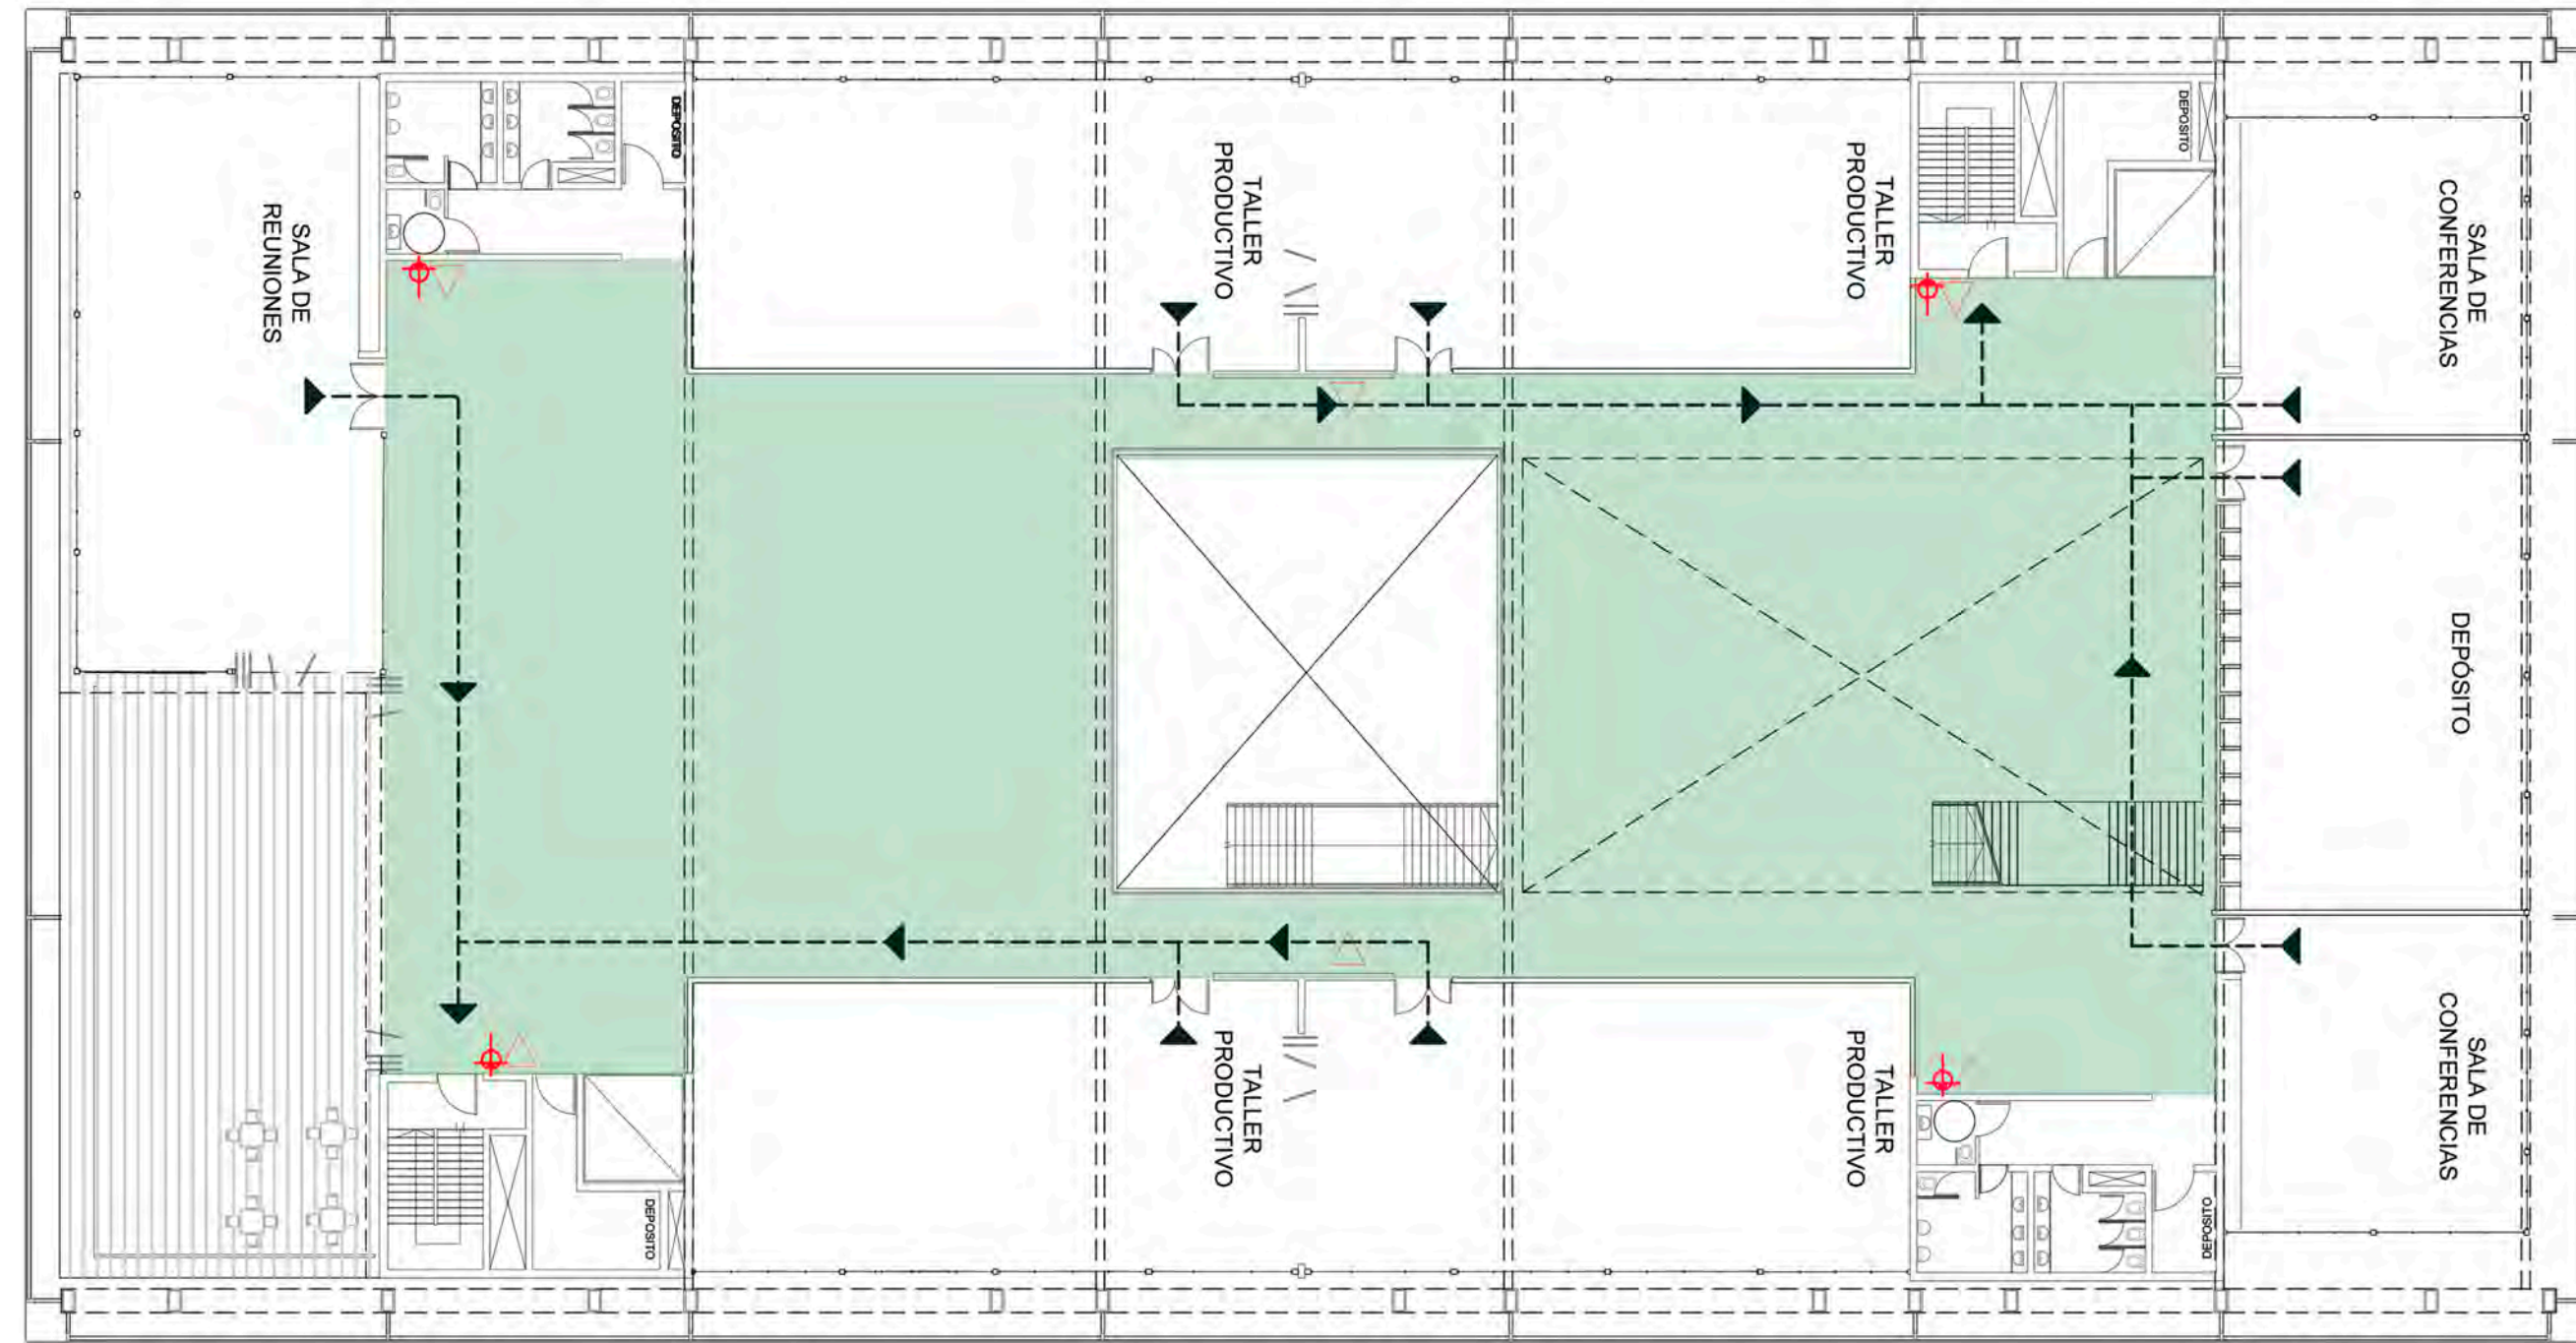 DEPOSITO
SALA DE
REUNIONES
TALLER
PRODUCTIVO
TALLER
PRODUCTIVO
DEPOSITO
SALA DE
CONFERENCIAS
DEPÓSITO
SALA DE
CONFERENCIAS
TALLER
PRODUCTIVO
TALLER
PRODUCTIVO
DEPOSITO
DEPOSITO